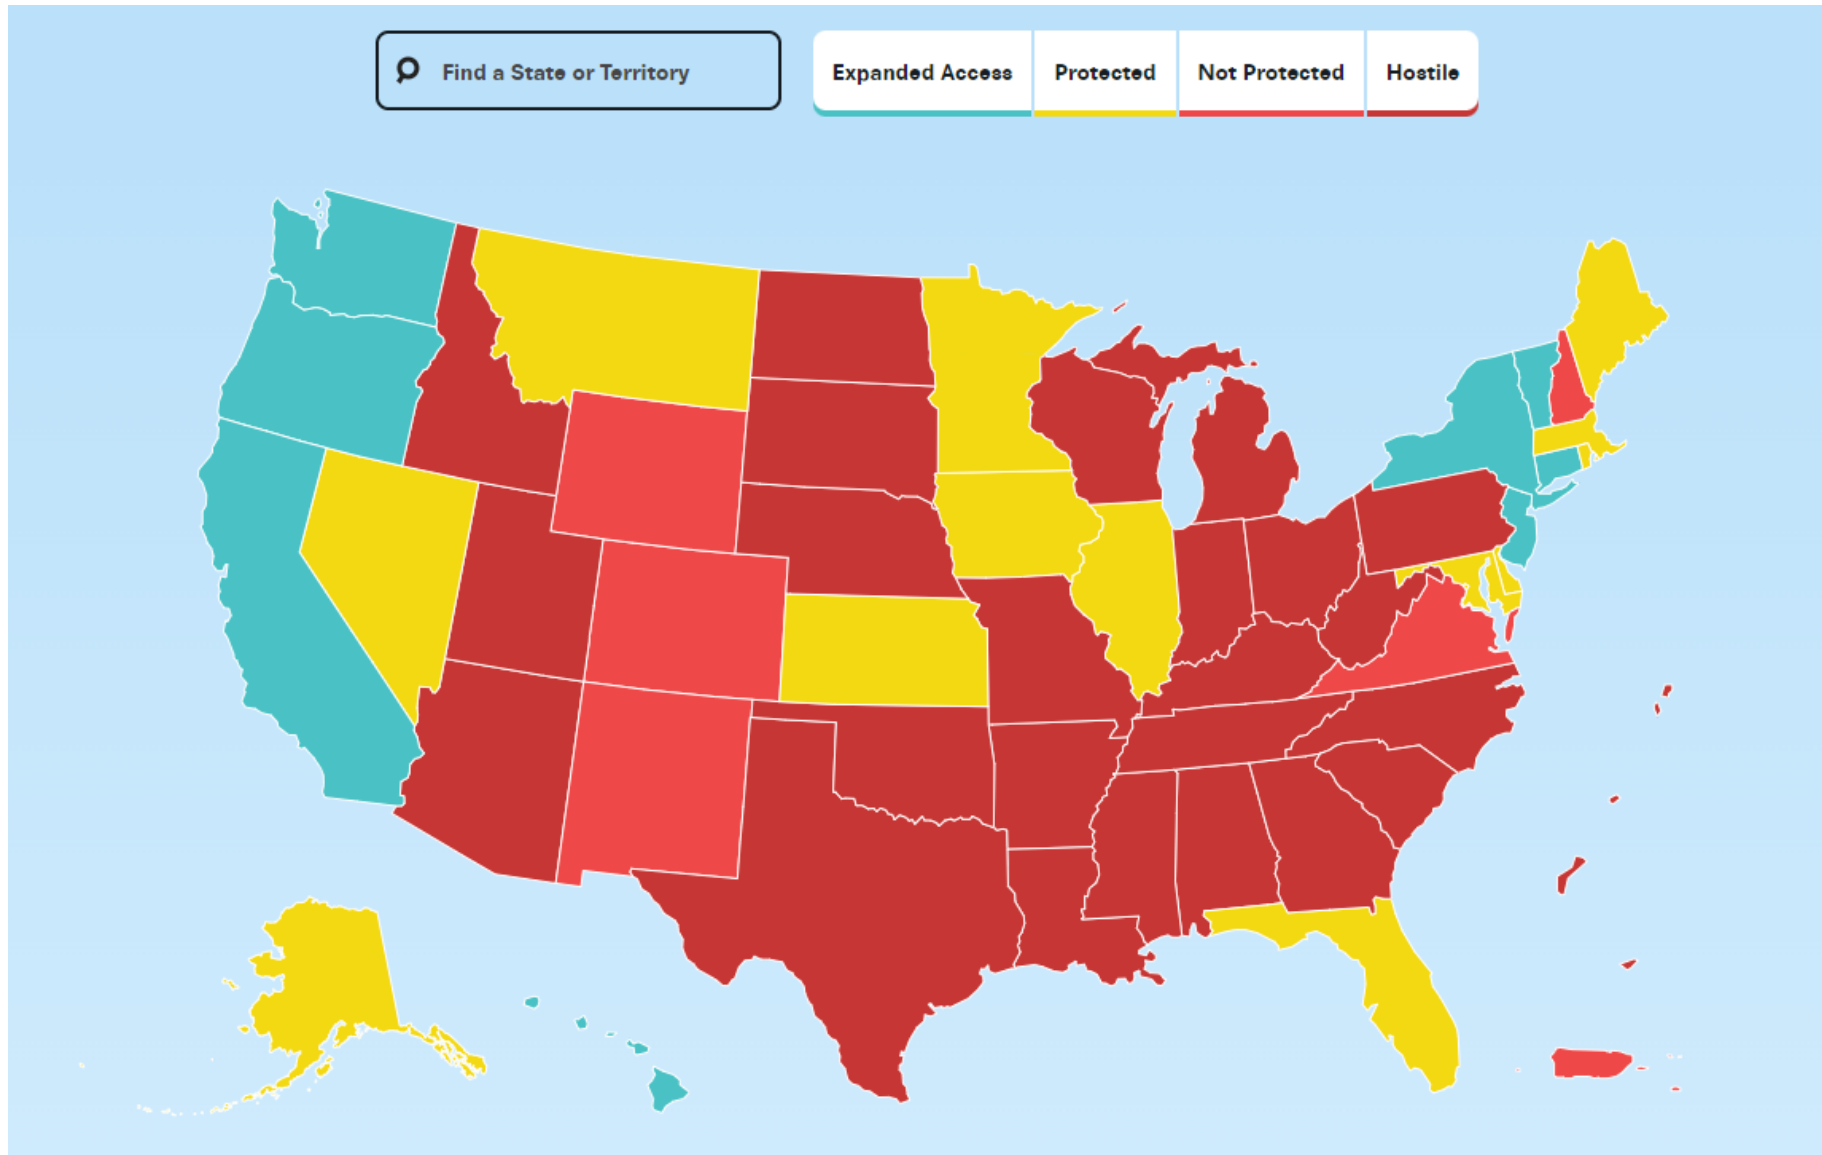 Find a State or Territory
Expanded Access
Protected
Not Protected
Hostile